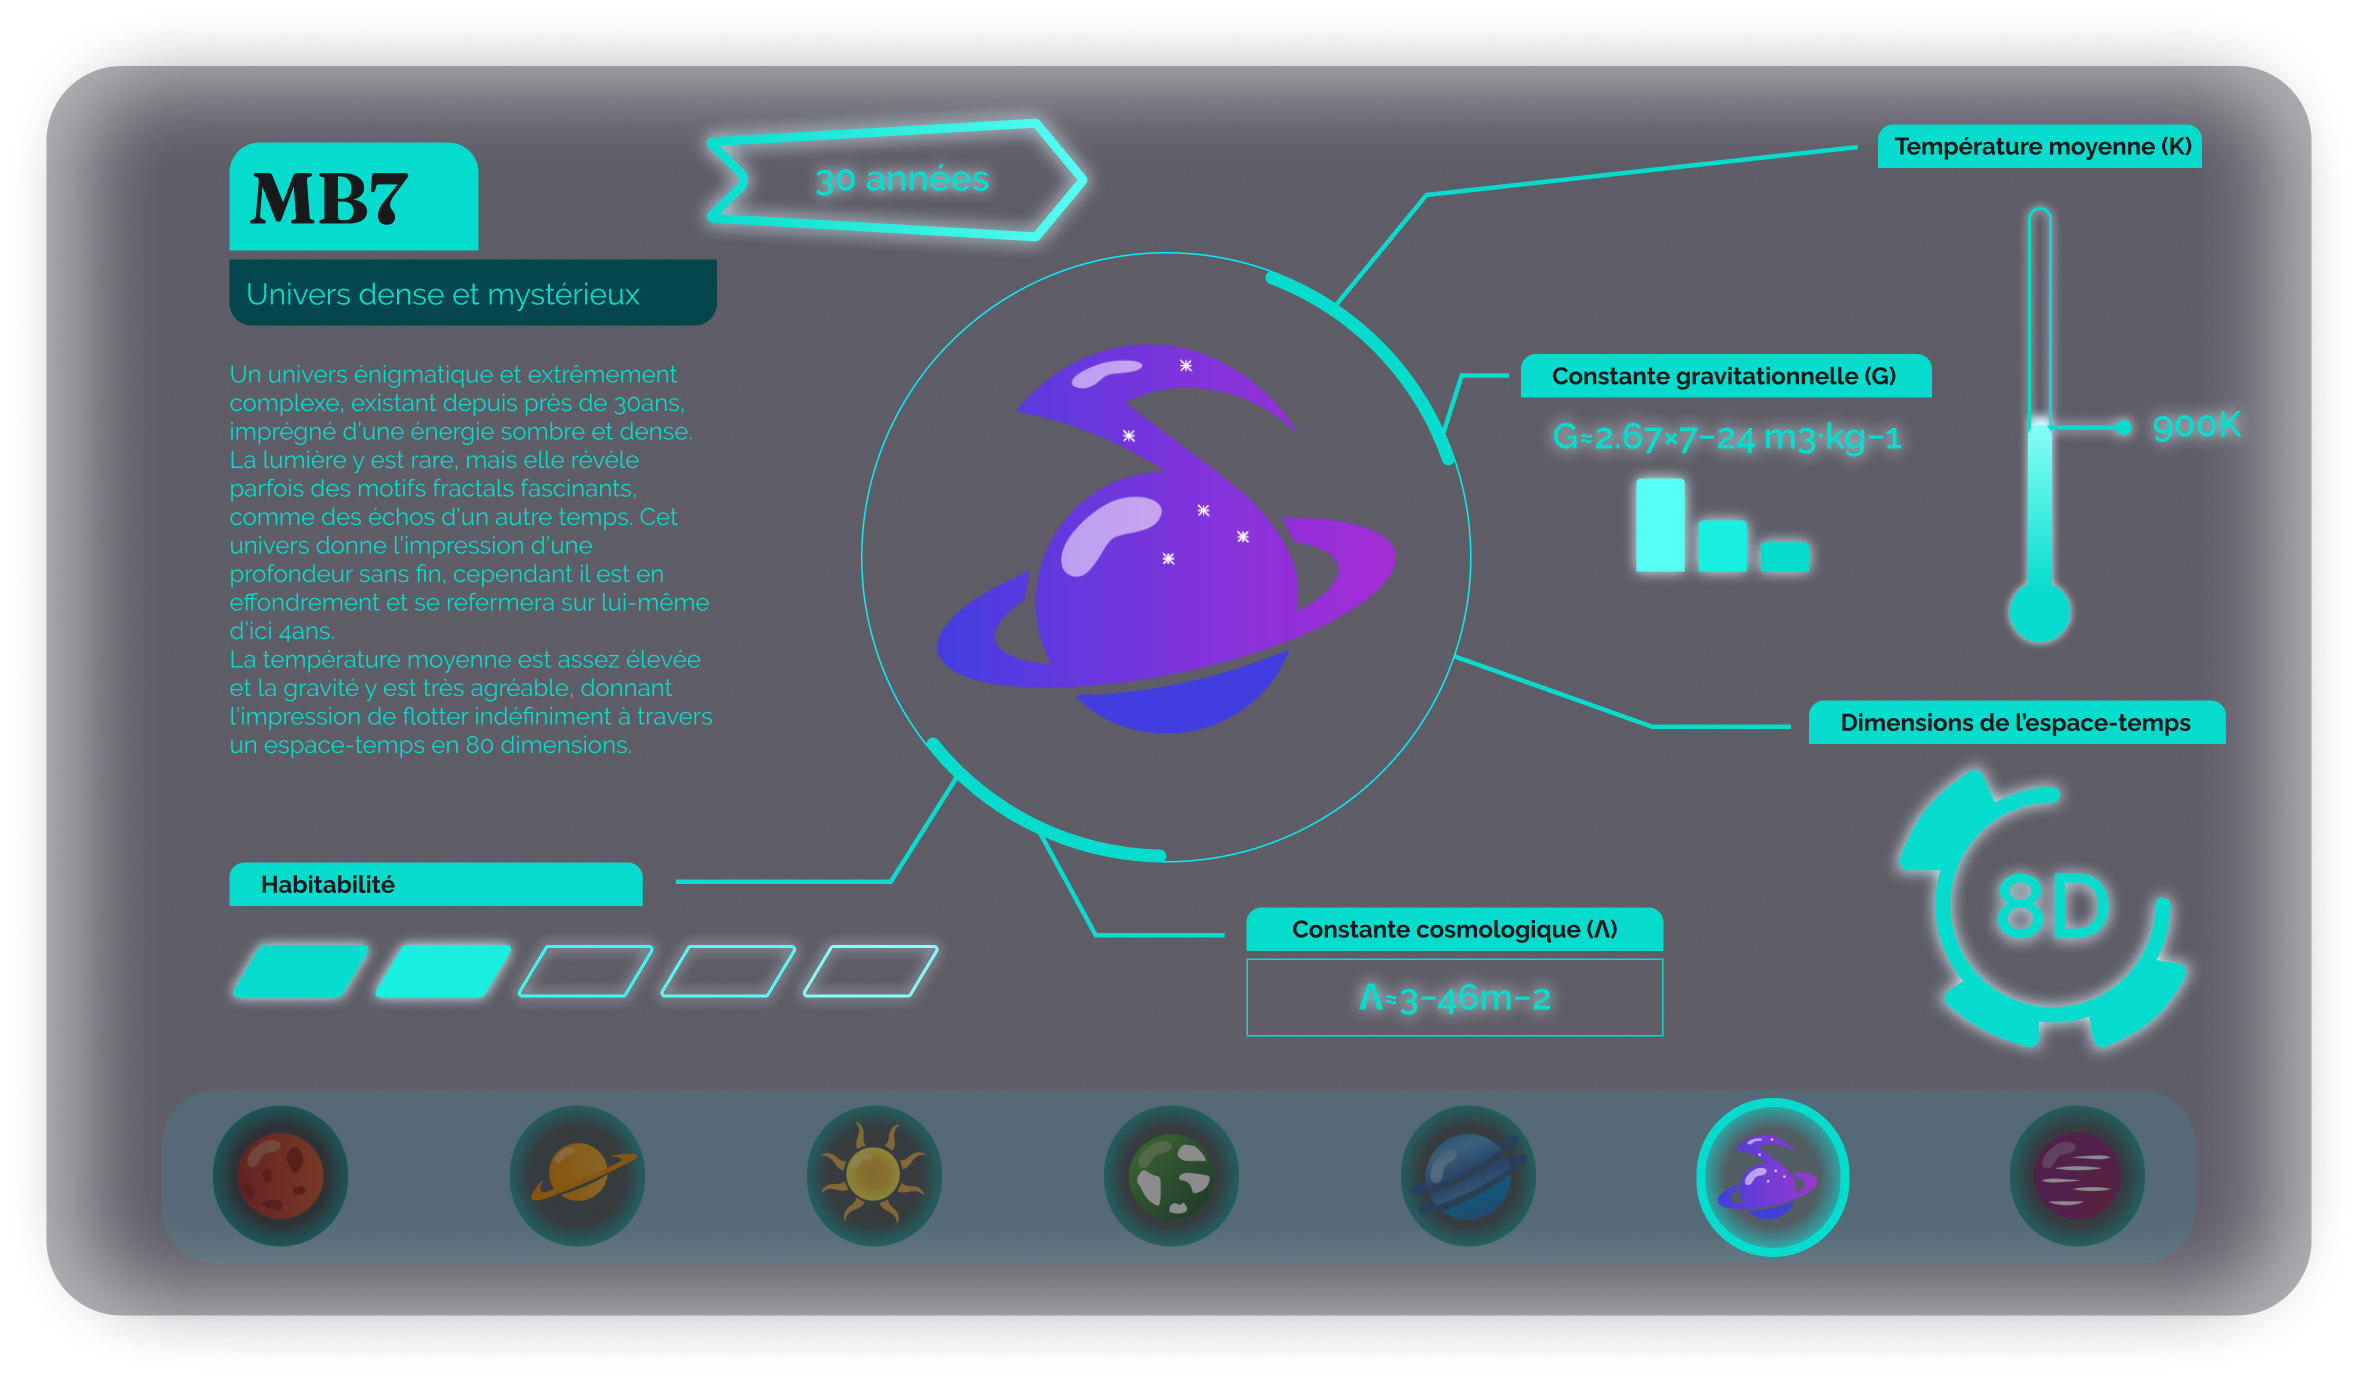 MB7
Univers dense et mystérieux
Un univers énigmatique et extrêmement
complexe, existant depuis près de 30ans,
imprégné d'une énergie sombre et dense.
La lumière y est rare, mais elle révèle
parfois des motifs fractals fascinants,
comme des échos d'un autre temps. Cet
univers donne l'impression d'une
profondeur sans fin, cependant il est en
effondrement et se refermera sur lui-même
d'ici 4ans.
La température moyenne est assez élevée
et la gravité y est très agréable, donnant
l'impression de flotter indéfiniment à travers
un espace-temps en 80 dimensions.
30 années
Température moyenne (K)
900K
Constante gravitationnelle (G)
G≈2.67×7−24 m3⋅kg−1
Dimensions de l'espace-temps
8D
Habitabilité
Constante cosmologique (Λ)
Λ≈3−46m−2